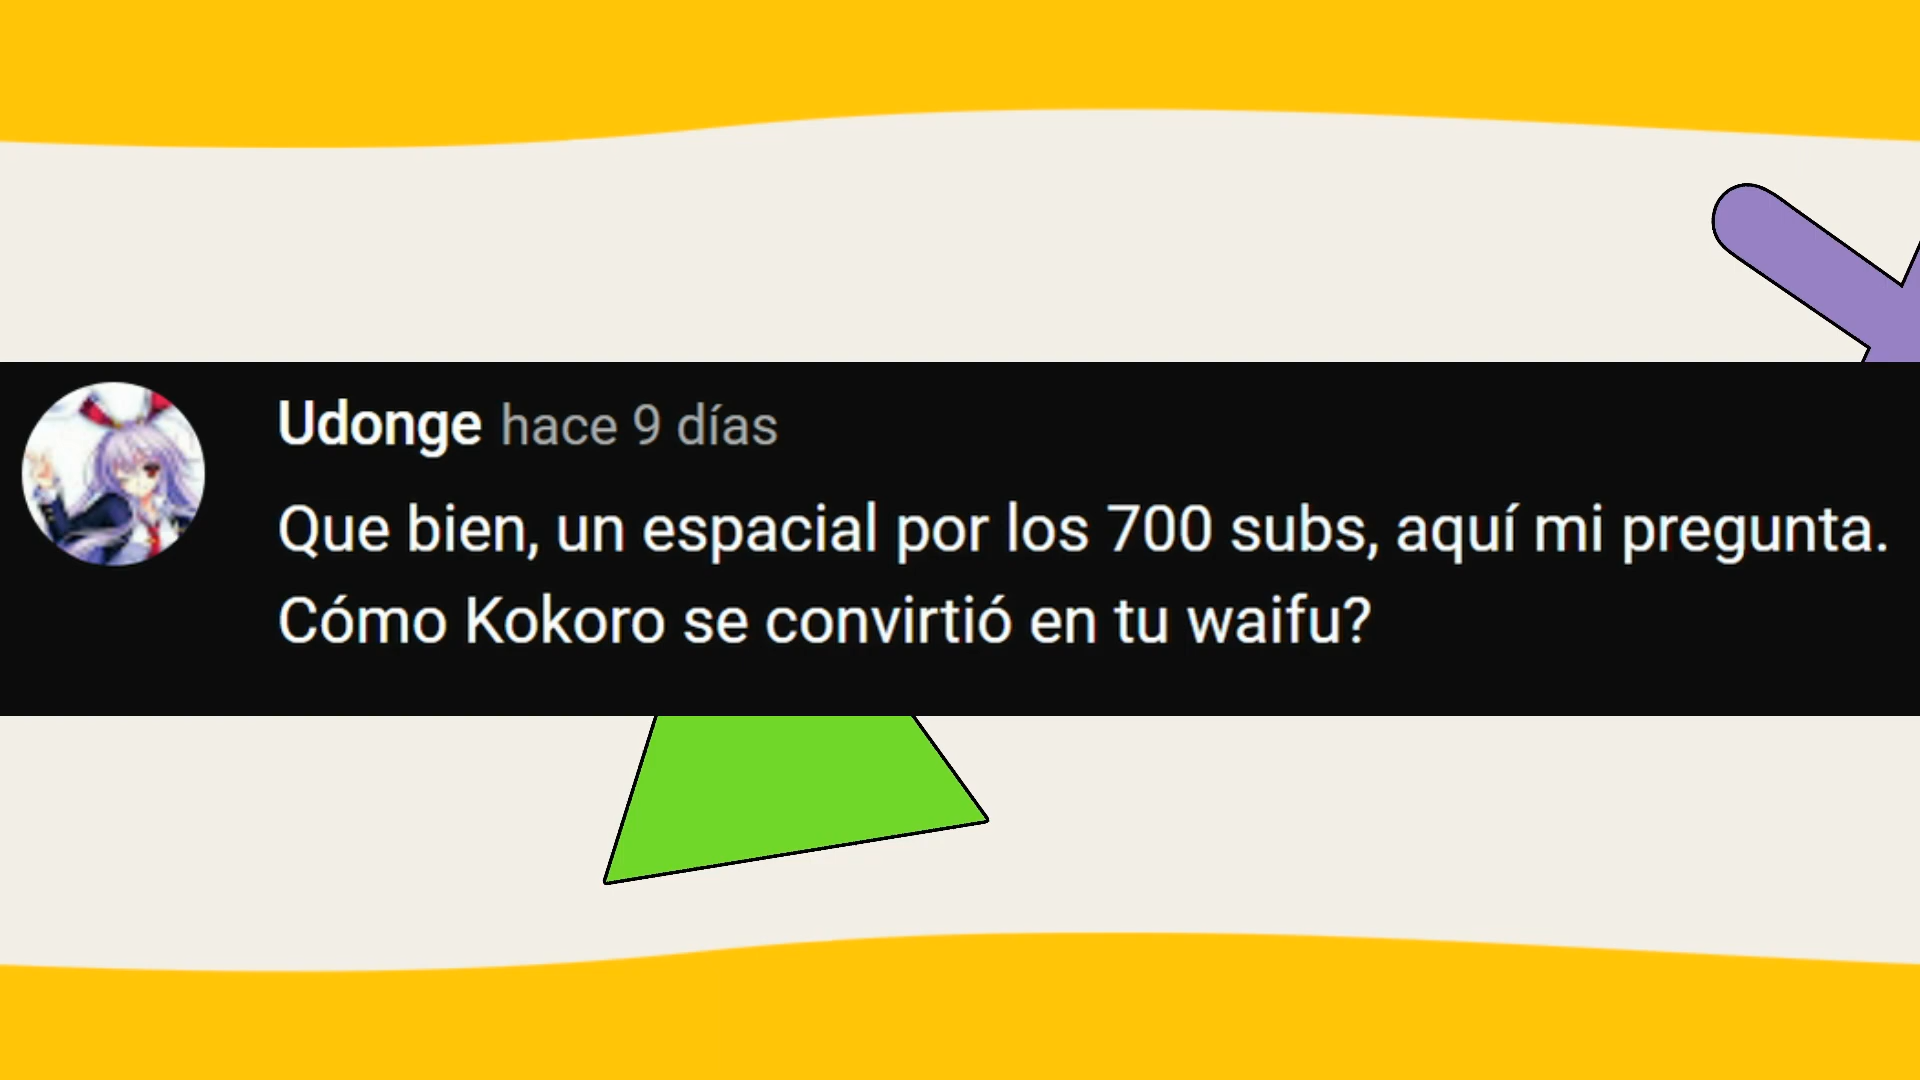 Udonge hace 9 días
Que bien, un espacial por los 700 subs, aquí mi pregunta.
Cómo Kokoro se convirtió en tu waifu?